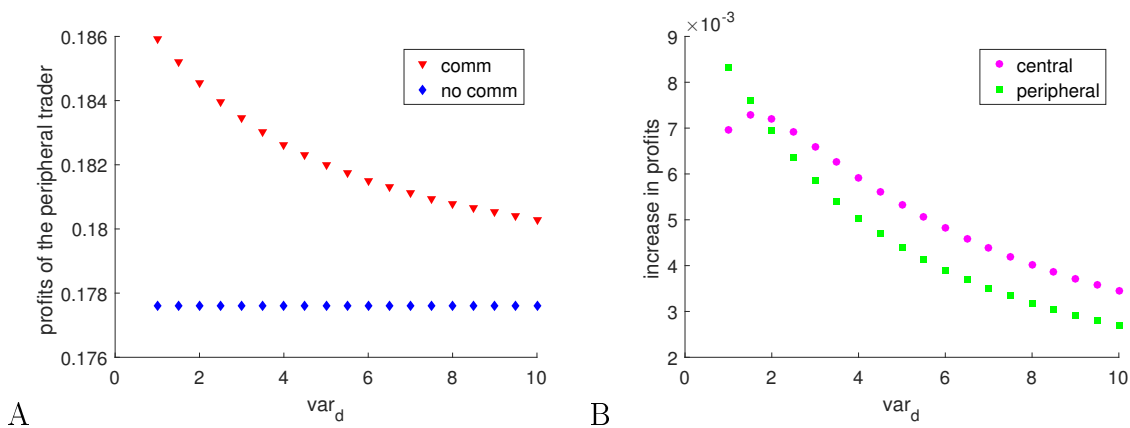 A
profits of the peripheral trader
0.186
0.184
0.182
0.18
0.178
0.176
0
2
4
6
8
10
var_d
comm
no comm
B
increase in profits
×10^-3
9
8
7
6
5
4
3
2
0
2
4
6
8
10
var_d
central
peripheral